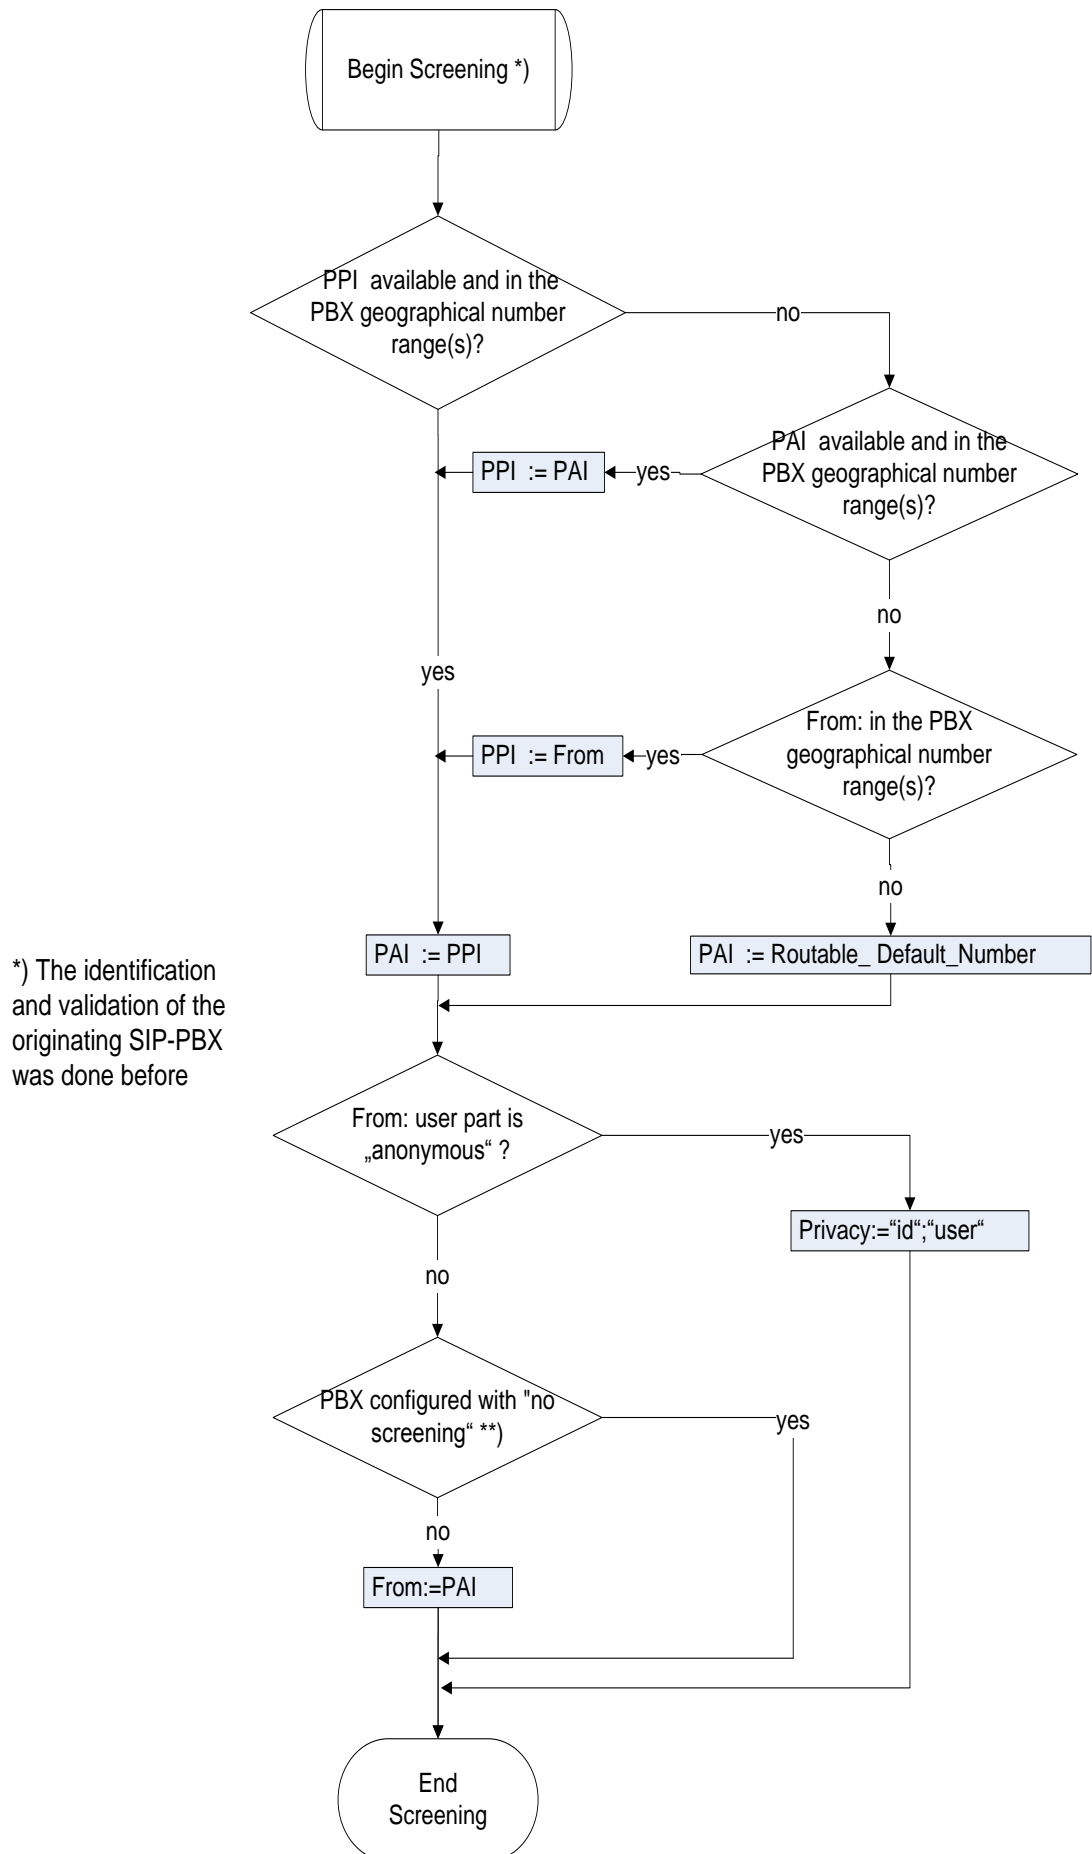 Begin Screening *)
PPI  available and in the
PBX geographical number
range(s)?
no
PAI  available and in the
PBX geographical number
range(s)?
yes
PPI  := PAI
no
yes
From: in the PBX
geographical number
range(s)?
yes
PPI  := From
no
PAI  := PPI
PAI  := Routable_ Default_Number
*) The identification
and validation of the
originating SIP-PBX
was done before
From: user part is
„anonymous“ ?
yes
Privacy:=“id“;“user“
no
PBX configured with "no
screening“ **)
yes
no
From:=PAI
End
Screening